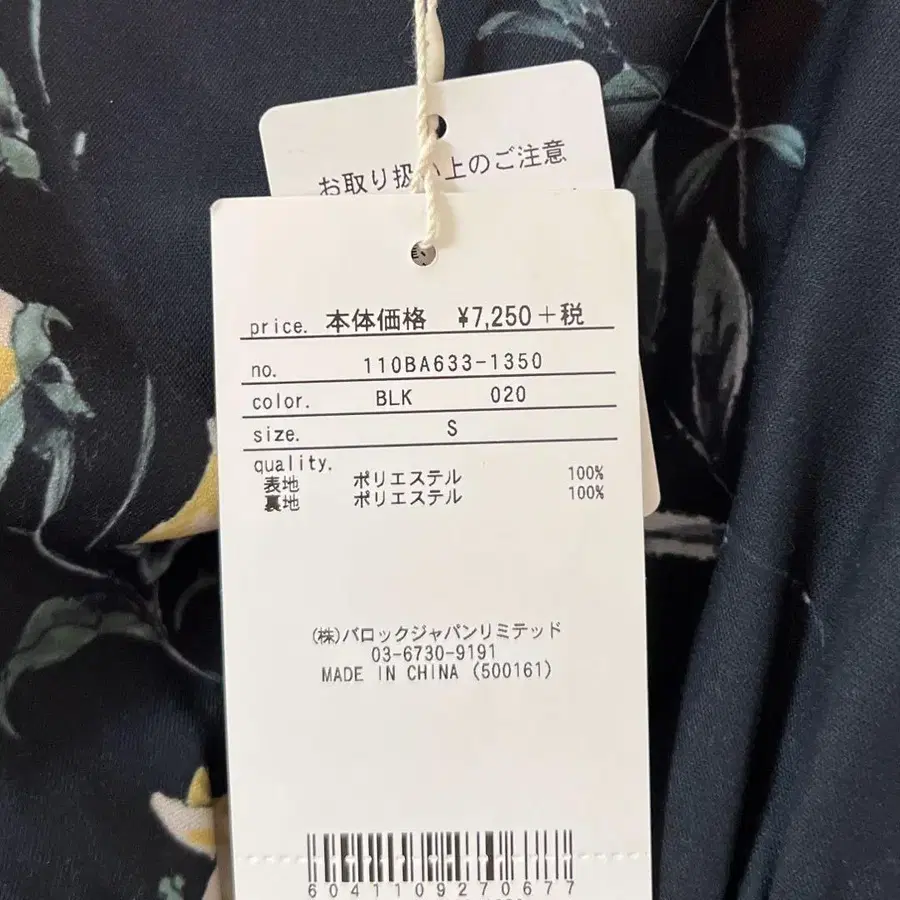 お取り扱い上のご注意
price. 本体価格 ¥7,250+税
no. 110BA633-1350
color. BLK 020
size. S
quality.
表地 ポリエステル 100%
裏地 ポリエステル 100%
(株)バロックジャパンリミテッド
03-6730-9191
MADE IN CHINA (500161)
6041109270677